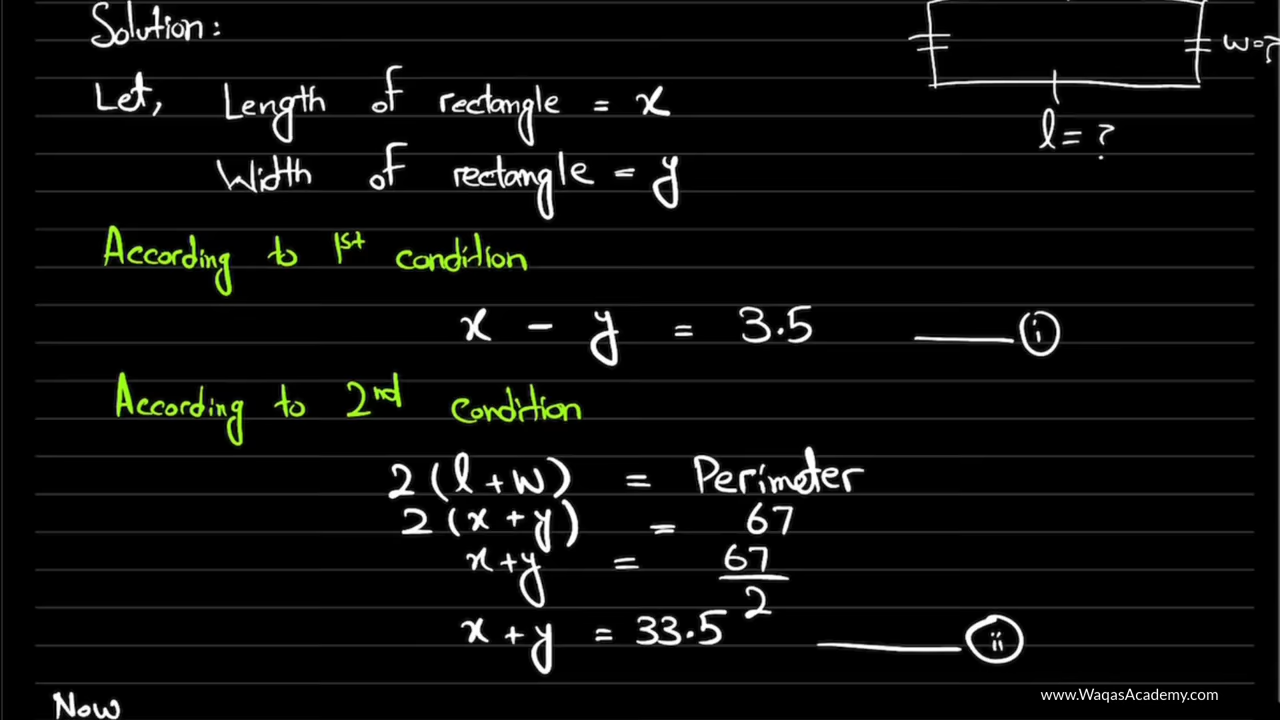 Solution:
w=?
Let, Length of rectangle = x
l = ?
Width of rectangle = y
According to 1st condition
x - y = 3.5 —— (i)
According to 2nd condition
2(l+w) = Perimeter
2(x+y) = 67
x+y = 67/2
x+y = 33.5 —— (ii)
www.WaqasAcademy.com
Now